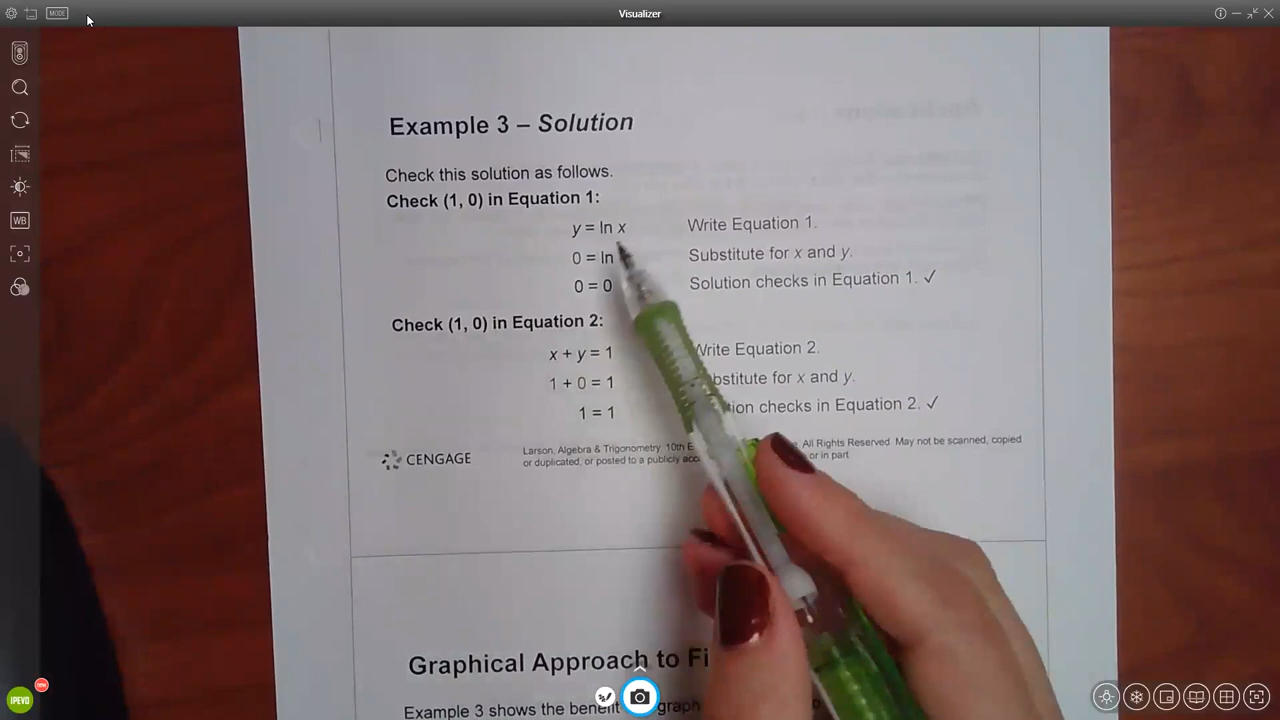 MODE
Visualizer
WB
Example 3 – Solution
Check this solution as follows.
Check (1, 0) in Equation 1:
y = ln x Write Equation 1.
0 = ln Substitute for x and y.
0 = 0 Solution checks in Equation 1. ✓
Check (1, 0) in Equation 2:
x + y = 1 Write Equation 2.
1 + 0 = 1 for x and y.
1 = 1 checks in Equation 2. ✓
CENGAGE
Larson, Algebra & Trigonometry 10th All Rights Reserved. May not be scanned, copied
or duplicated, or posted to a publicly or in part
Graphical Approach to
Example 3 shows the benefit graph
IPEVO
new